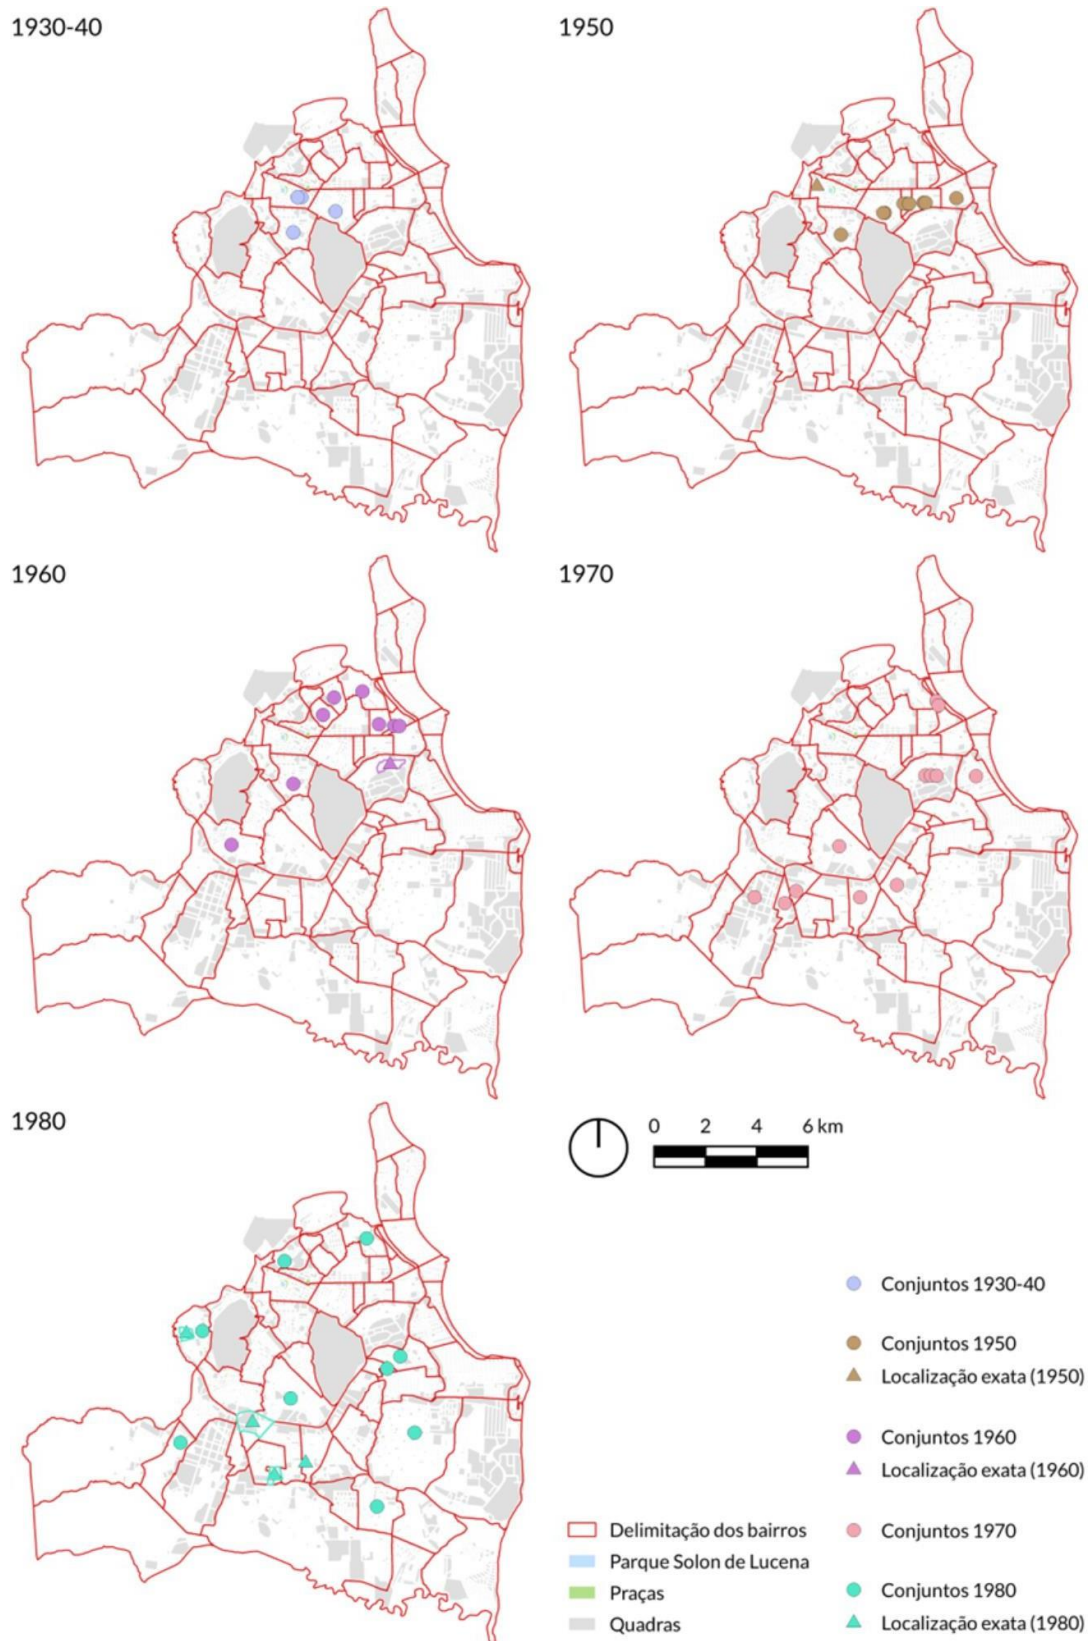 1930-40
1950
1960
1970
1980
0 2 4 6 km
Conjuntos 1930-40
Conjuntos 1950
Localização exata (1950)
Conjuntos 1960
Localização exata (1960)
Conjuntos 1970
Conjuntos 1980
Localização exata (1980)
Delimitação dos bairros
Parque Solon de Lucena
Praças
Quadras